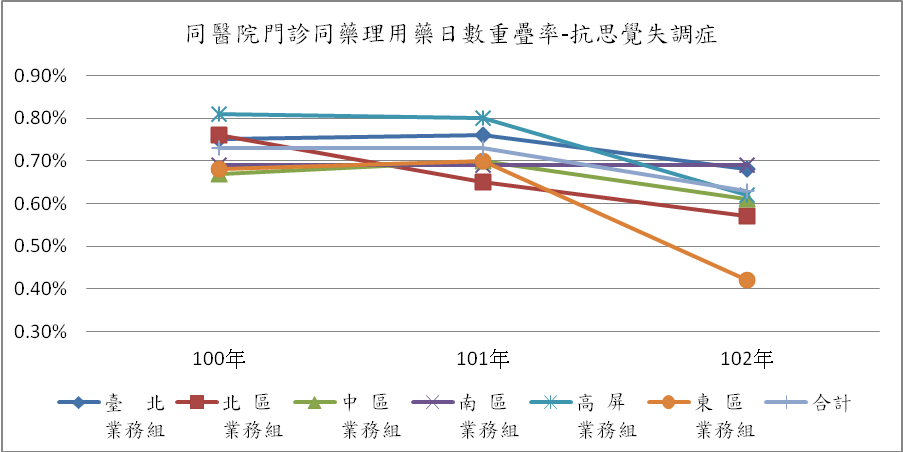 同醫院門診同藥理用藥日數重疊率-抗思覺失調症
0.90%
0.80%
0.70%
0.60%
0.50%
0.40%
0.30%
100年 101年 102年
臺 北 北 區 中 區 南 區 高 屏 東 區 合計
業務組 業務組 業務組 業務組 業務組 業務組